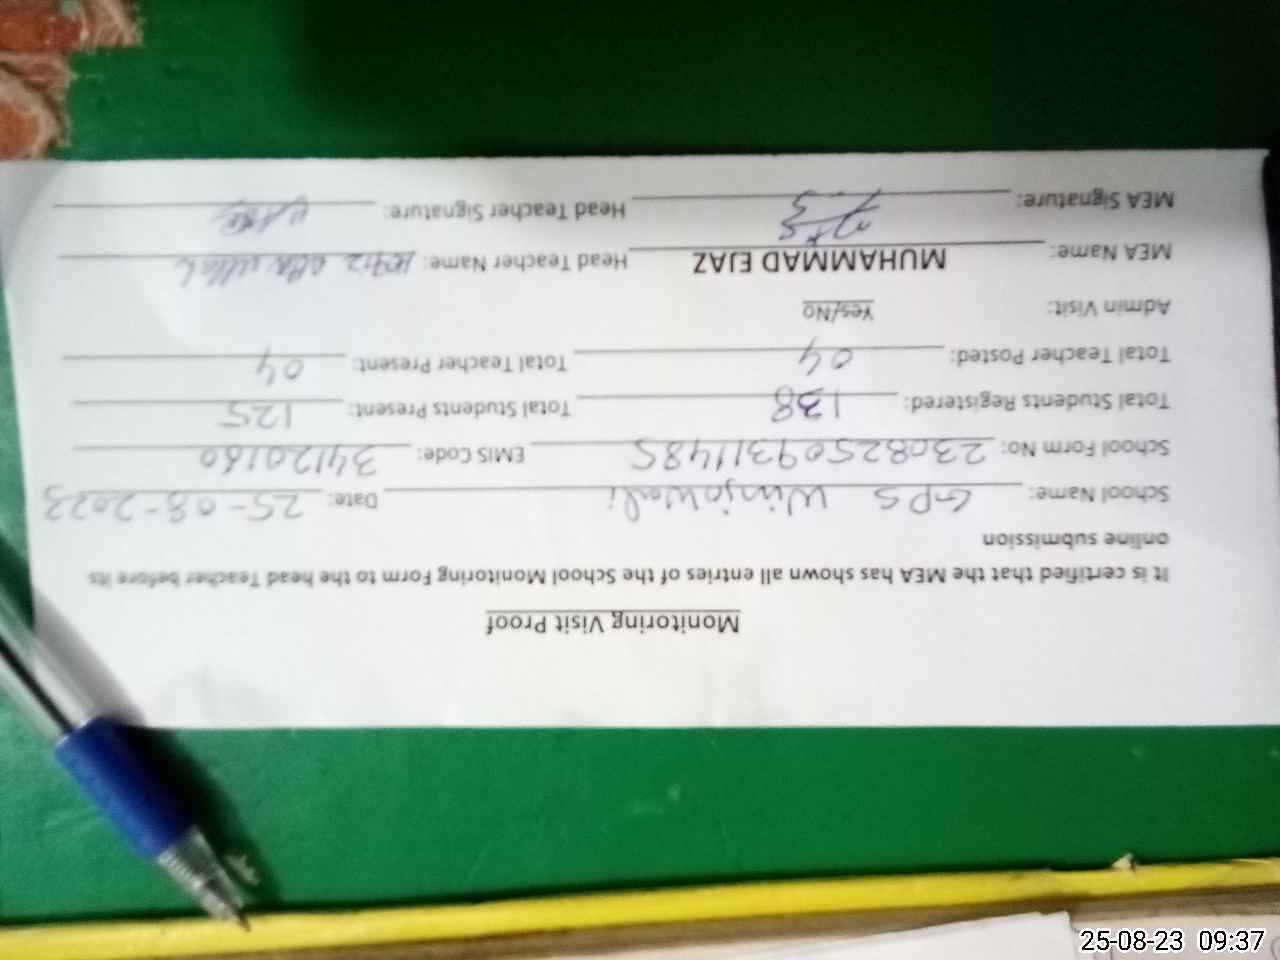 Monitoring Visit Proof
It is certified that the MEA has shown all entries of the School Monitoring Form to the head Teacher before its
online submission
School Name: GPS Winjowali Date: 25-08-2023
School Form No: 230825093111485 EMIS Code: 34120160
Total Students Registered: 138 Total Students Present: 125
Total Teacher Posted: 04 Total Teacher Present: 04
Admin Visit: Yes/No
MEA Name: MUHAMMAD EJAZ Head Teacher Name: ullah
MEA Signature: Head Teacher Signature:
25-08-23 09:37